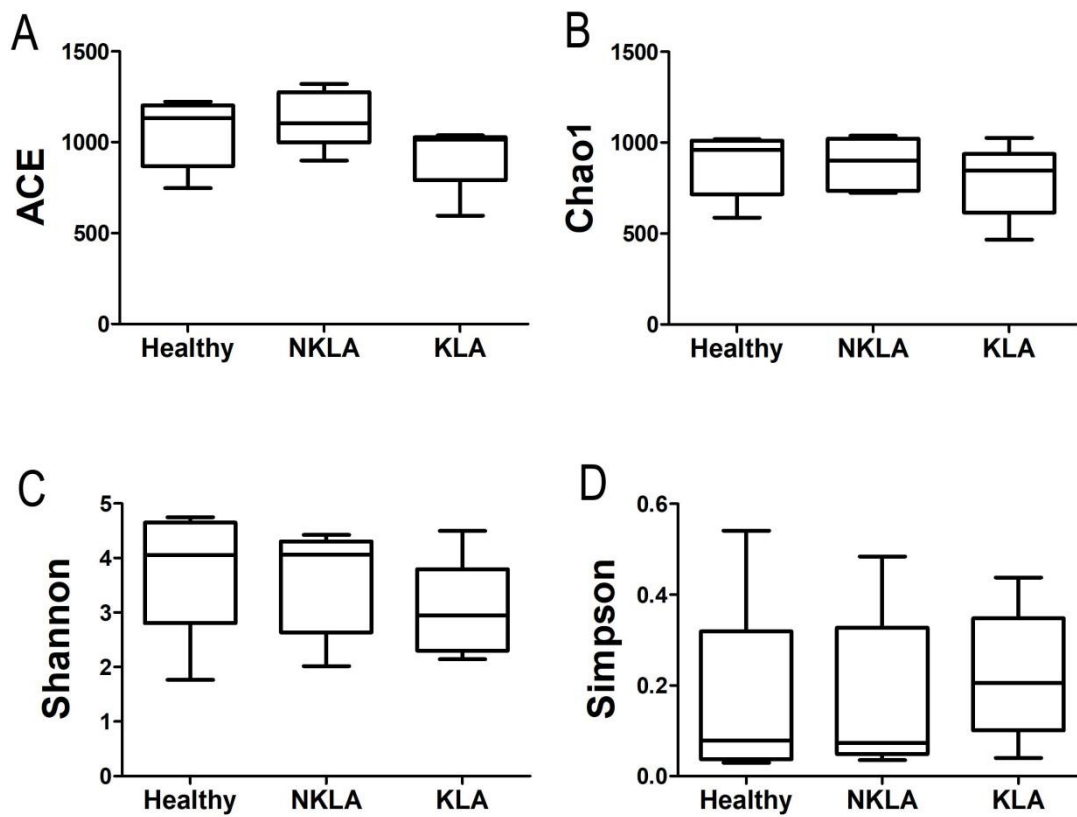 A
ACE
1500
1000
500
0
Healthy NKLA KLA
B
Chao1
1500
1000
500
0
Healthy NKLA KLA
C
Shannon
5
4
3
2
1
0
Healthy NKLA KLA
D
Simpson
0.6
0.4
0.2
0.0
Healthy NKLA KLA